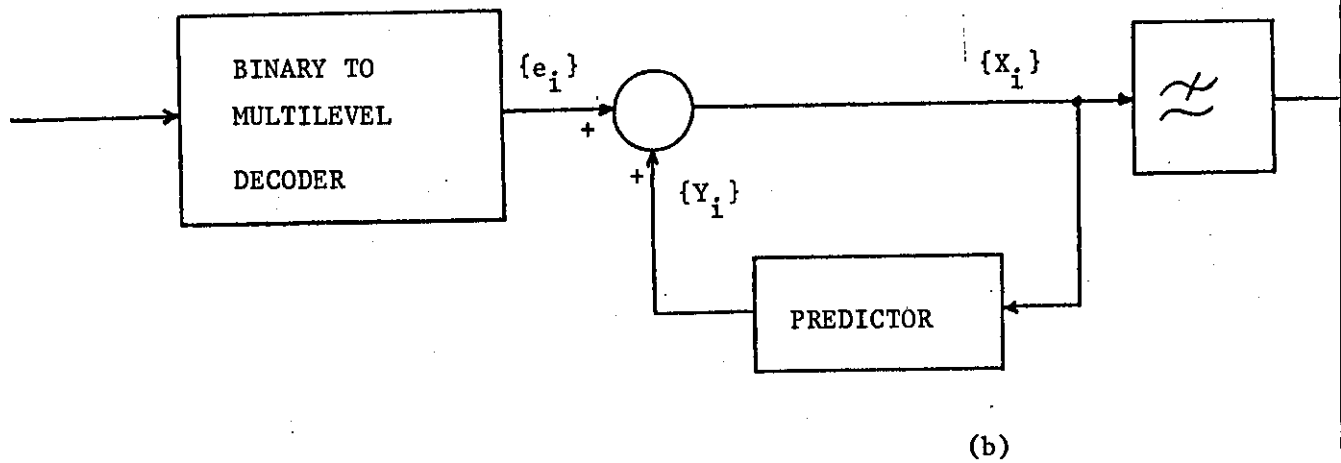 BINARY TO
MULTILEVEL
DECODER
{e_i}
+
+
{Y_i}
{X_i}
PREDICTOR
(b)